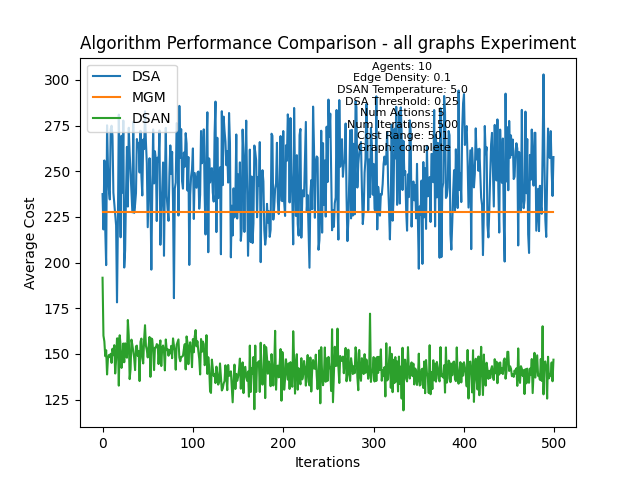 Algorithm Performance Comparison - all graphs Experiment
DSA
MGM
DSAN
Agents: 10
Edge Density: 0.1
DSAN Temperature: 5.0
DSA Threshold: 0.25
Num Actions: 5
Num Iterations: 500
Cost Range: 501
Graph: complete
Average Cost
300
275
250
225
200
175
150
125
0
100
200
300
400
500
Iterations